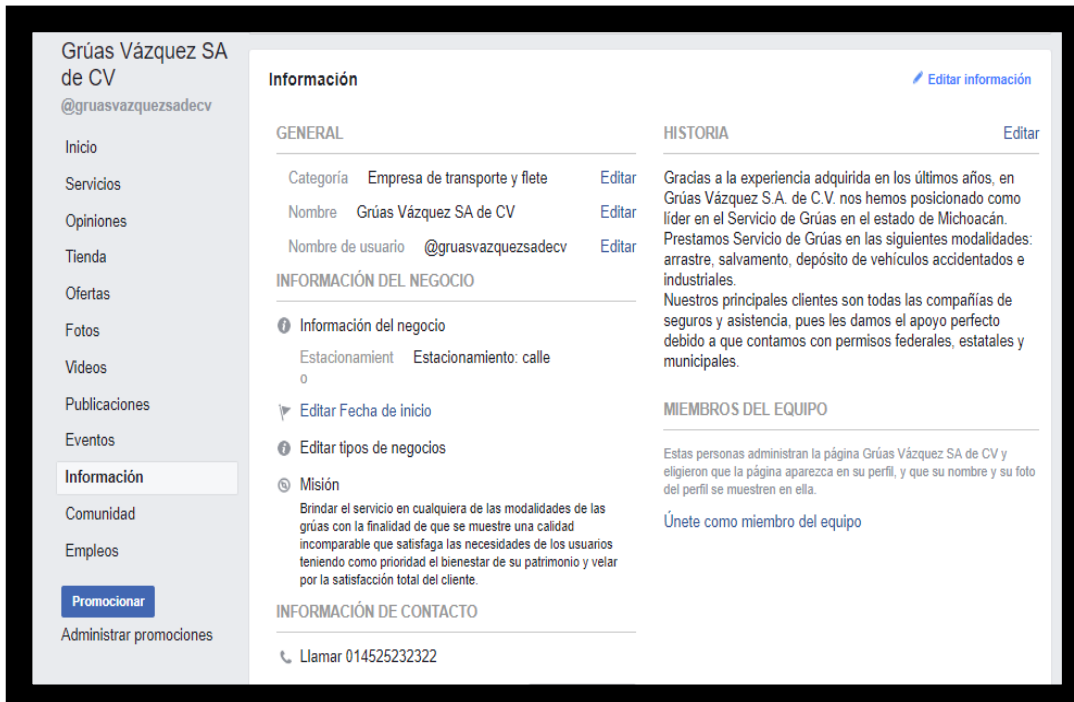 Grúas Vázquez SA
de CV
@gruasvazquezsadecv
Inicio
Servicios
Opiniones
Tienda
Ofertas
Fotos
Videos
Publicaciones
Eventos
Información
Comunidad
Empleos
Promocionar
Administrar promociones
Información
Editar información
GENERAL
Categoría Empresa de transporte y flete Editar
Nombre Grúas Vázquez SA de CV Editar
Nombre de usuario @gruasvazquezsadecv Editar
INFORMACIÓN DEL NEGOCIO
Información del negocio
Estacionamient Estacionamiento: calle
o
Editar Fecha de inicio
Editar tipos de negocios
Misión
Brindar el servicio en cualquiera de las modalidades de las
grúas con la finalidad de que se muestre una calidad
incomparable que satisfaga las necesidades de los usuarios
teniendo como prioridad el bienestar de su patrimonio y velar
por la satisfacción total del cliente.
INFORMACIÓN DE CONTACTO
Llamar 014525232322
HISTORIA Editar
Gracias a la experiencia adquirida en los últimos años, en
Grúas Vázquez S.A. de C.V. nos hemos posicionado como
líder en el Servicio de Grúas en el estado de Michoacán.
Prestamos Servicio de Grúas en las siguientes modalidades:
arrastre, salvamento, depósito de vehículos accidentados e
industriales.
Nuestros principales clientes son todas las compañías de
seguros y asistencia, pues les damos el apoyo perfecto
debido a que contamos con permisos federales, estatales y
municipales.
MIEMBROS DEL EQUIPO
Estas personas administran la página Grúas Vázquez SA de CV y
eligieron que la página aparezca en su perfil, y que su nombre y su foto
del perfil se muestren en ella.
Únete como miembro del equipo